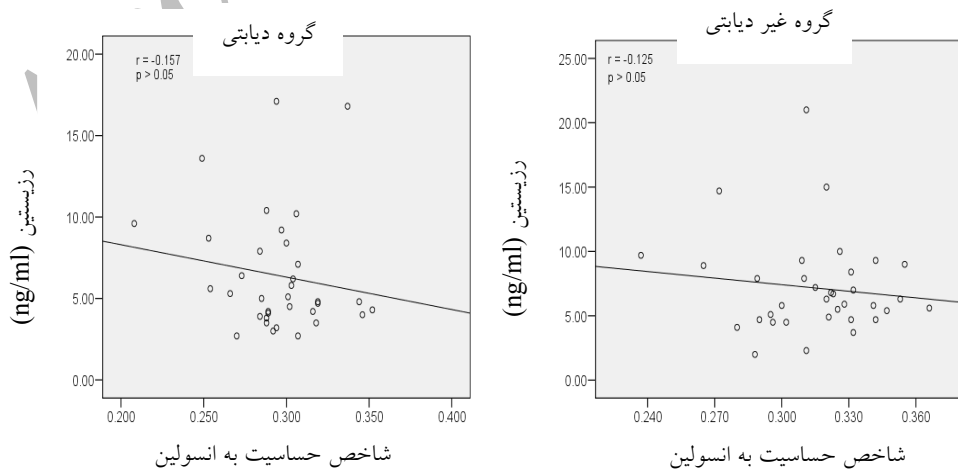 گروه دیابتی
r = -0.157
p > 0.05
20.00
15.00
10.00
5.00
0.00
0.200
0.250
0.300
0.350
0.400
رزیستین (ng/ml)
شاخص حساسیت به انسولین
گروه غیر دیابتی
r = -0.125
p > 0.05
25.00
20.00
15.00
10.00
5.00
0.00
0.240
0.270
0.300
0.330
0.360
رزیستین (ng/ml)
شاخص حساسیت به انسولین